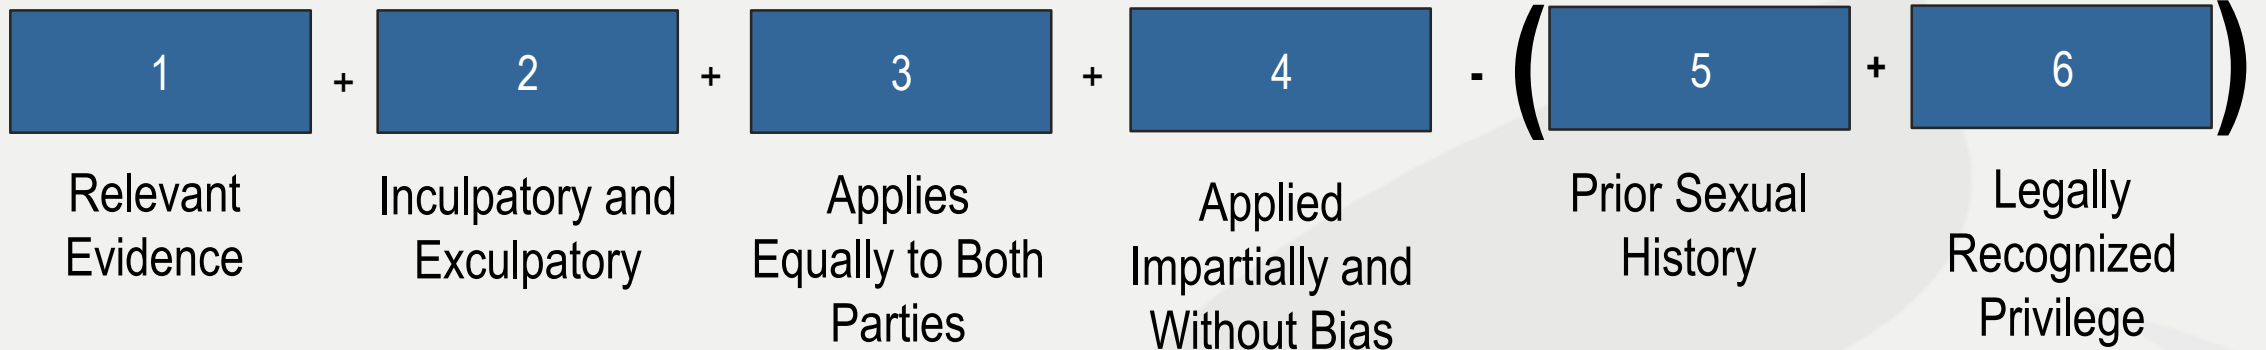 1 + 2 + 3 + 4 - ( 5 + 6 )
Relevant
Evidence
Inculpatory and
Exculpatory
Applies
Equally to Both
Parties
Applied
Impartially and
Without Bias
Prior Sexual
History
Legally
Recognized
Privilege